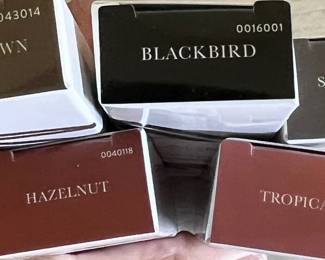 043014
WN
0016001
BLACKBIRD
S
0040118
HAZELNUT
TROPICA